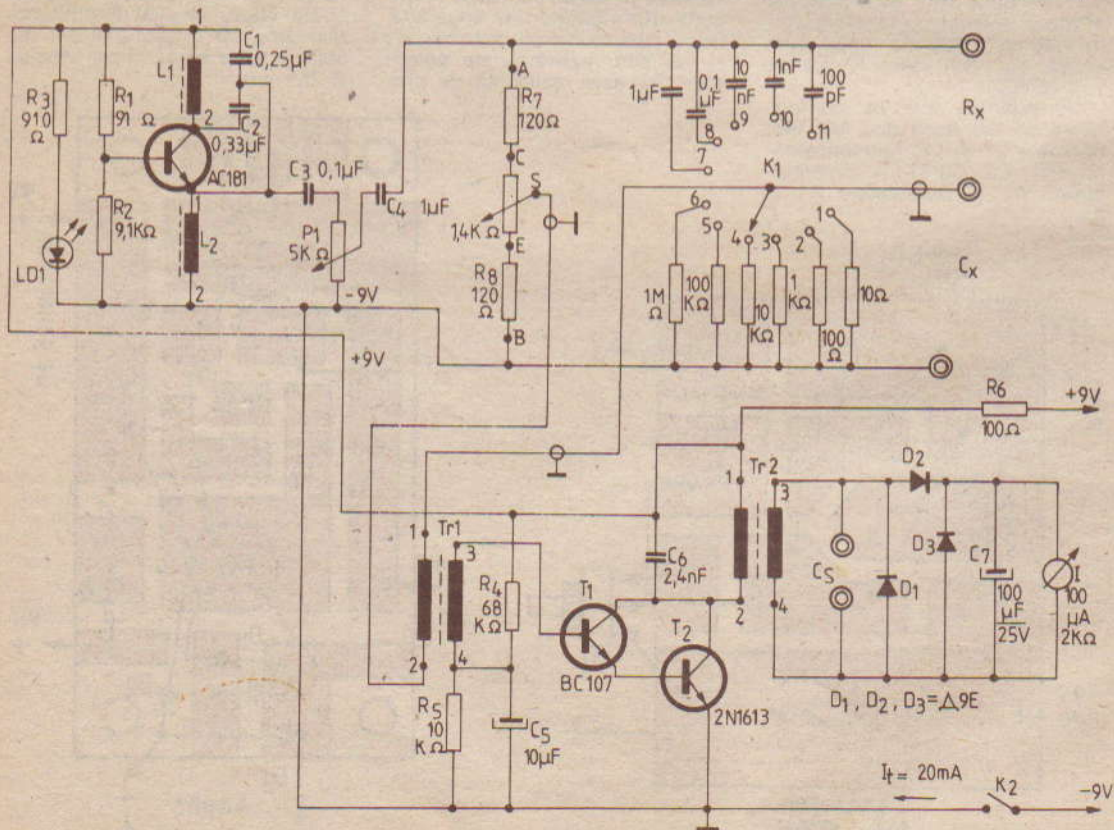 1
C1
0,25µF
L1
R3
910
Ω
R1
91 Ω
2
C2
0,33µF
AC181
C3 0,1µF
C4 1µF
1
L2
2
R2
9,1KΩ
LD1
P1
5K
Ω
-9V
+9V
A
R7
120Ω
C
S
1,4KΩ
E
R8
120
Ω
B
1µF
0,1
µF
10
nF
1nF
100
pF
7
8
9
10
11
Rx
K1
6
5
4
3
2
1
1M
Ω
100
KΩ
10
KΩ
1
KΩ
100
Ω
10Ω
Cx
R6
100Ω
+9V
Tr1
1
2
3
4
R4
68
KΩ
R5
10
KΩ
C5
10µF
C6
2,4nF
T1
BC107
T2
2N1613
Tr2
1
2
3
4
CS
D1
D2
D3
C7
100
µF
25V
I
100
µA
2KΩ
D1, D2, D3=Δ9E
It= 20mA
K2
-9V